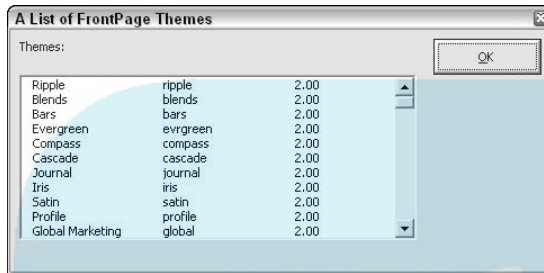 A List of FrontPage Themes
Themes:
OK
Ripple ripple 2.00
Blends blends 2.00
Bars bars 2.00
Evergreen evrgreen 2.00
Compass compass 2.00
Cascade cascade 2.00
Journal journal 2.00
Iris iris 2.00
Satin satin 2.00
Profile profile 2.00
Global Marketing global 2.00